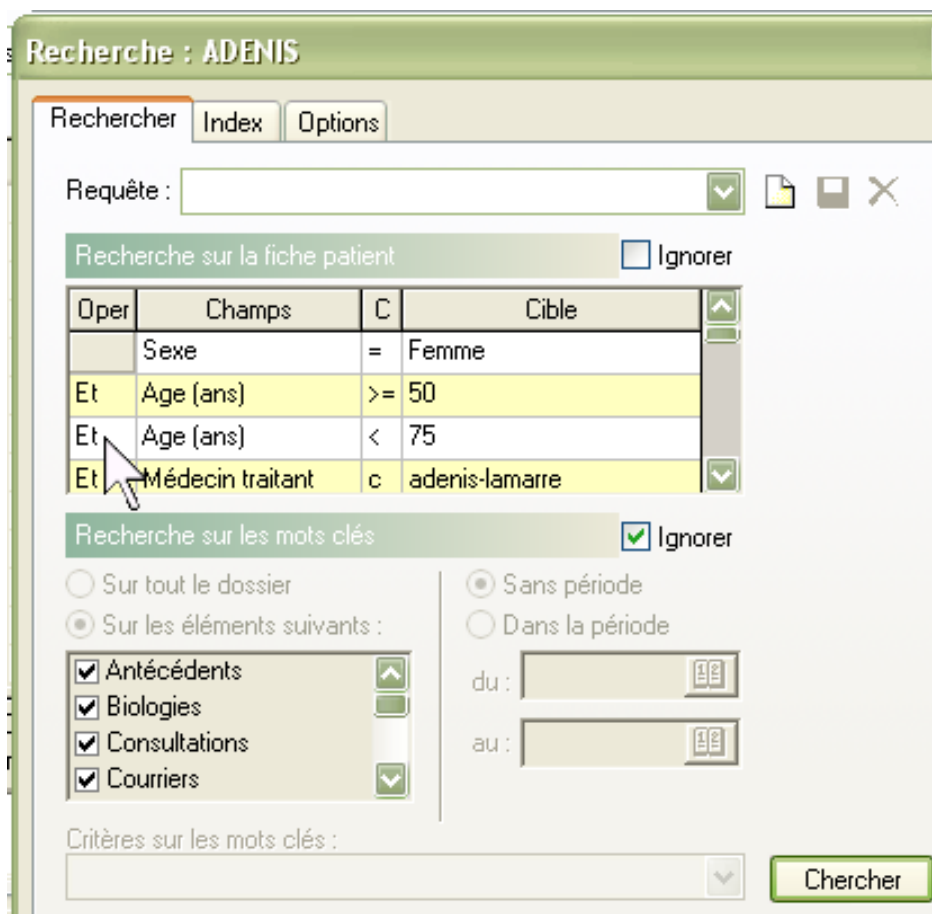 Recherche : ADENIS
Rechercher Index Options
Requête :
Recherche sur la fiche patient Ignorer
Oper Champs C Cible
Sexe = Femme
Et Age (ans) >= 50
Et Age (ans) < 75
Et Médecin traitant c adenis-lamarre
Recherche sur les mots clés Ignorer
Sur tout le dossier Sans période
Sur les éléments suivants : Dans la période
Antécédents
du :
Biologies
Consultations
au :
Courriers
Critères sur les mots clés :
Chercher